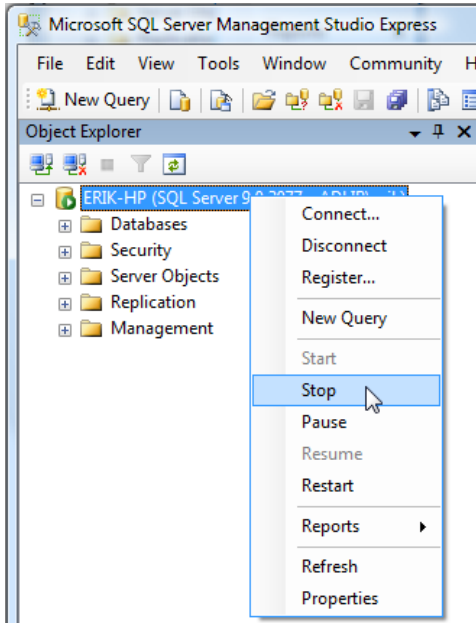 Microsoft SQL Server Management Studio Express
File Edit View Tools Window Community H
New Query
Object Explorer
ERIK-HP (SQL Server 9
Databases
Security
Server Objects
Replication
Management
Connect...
Disconnect
Register...
New Query
Start
Stop
Pause
Resume
Restart
Reports
Refresh
Properties